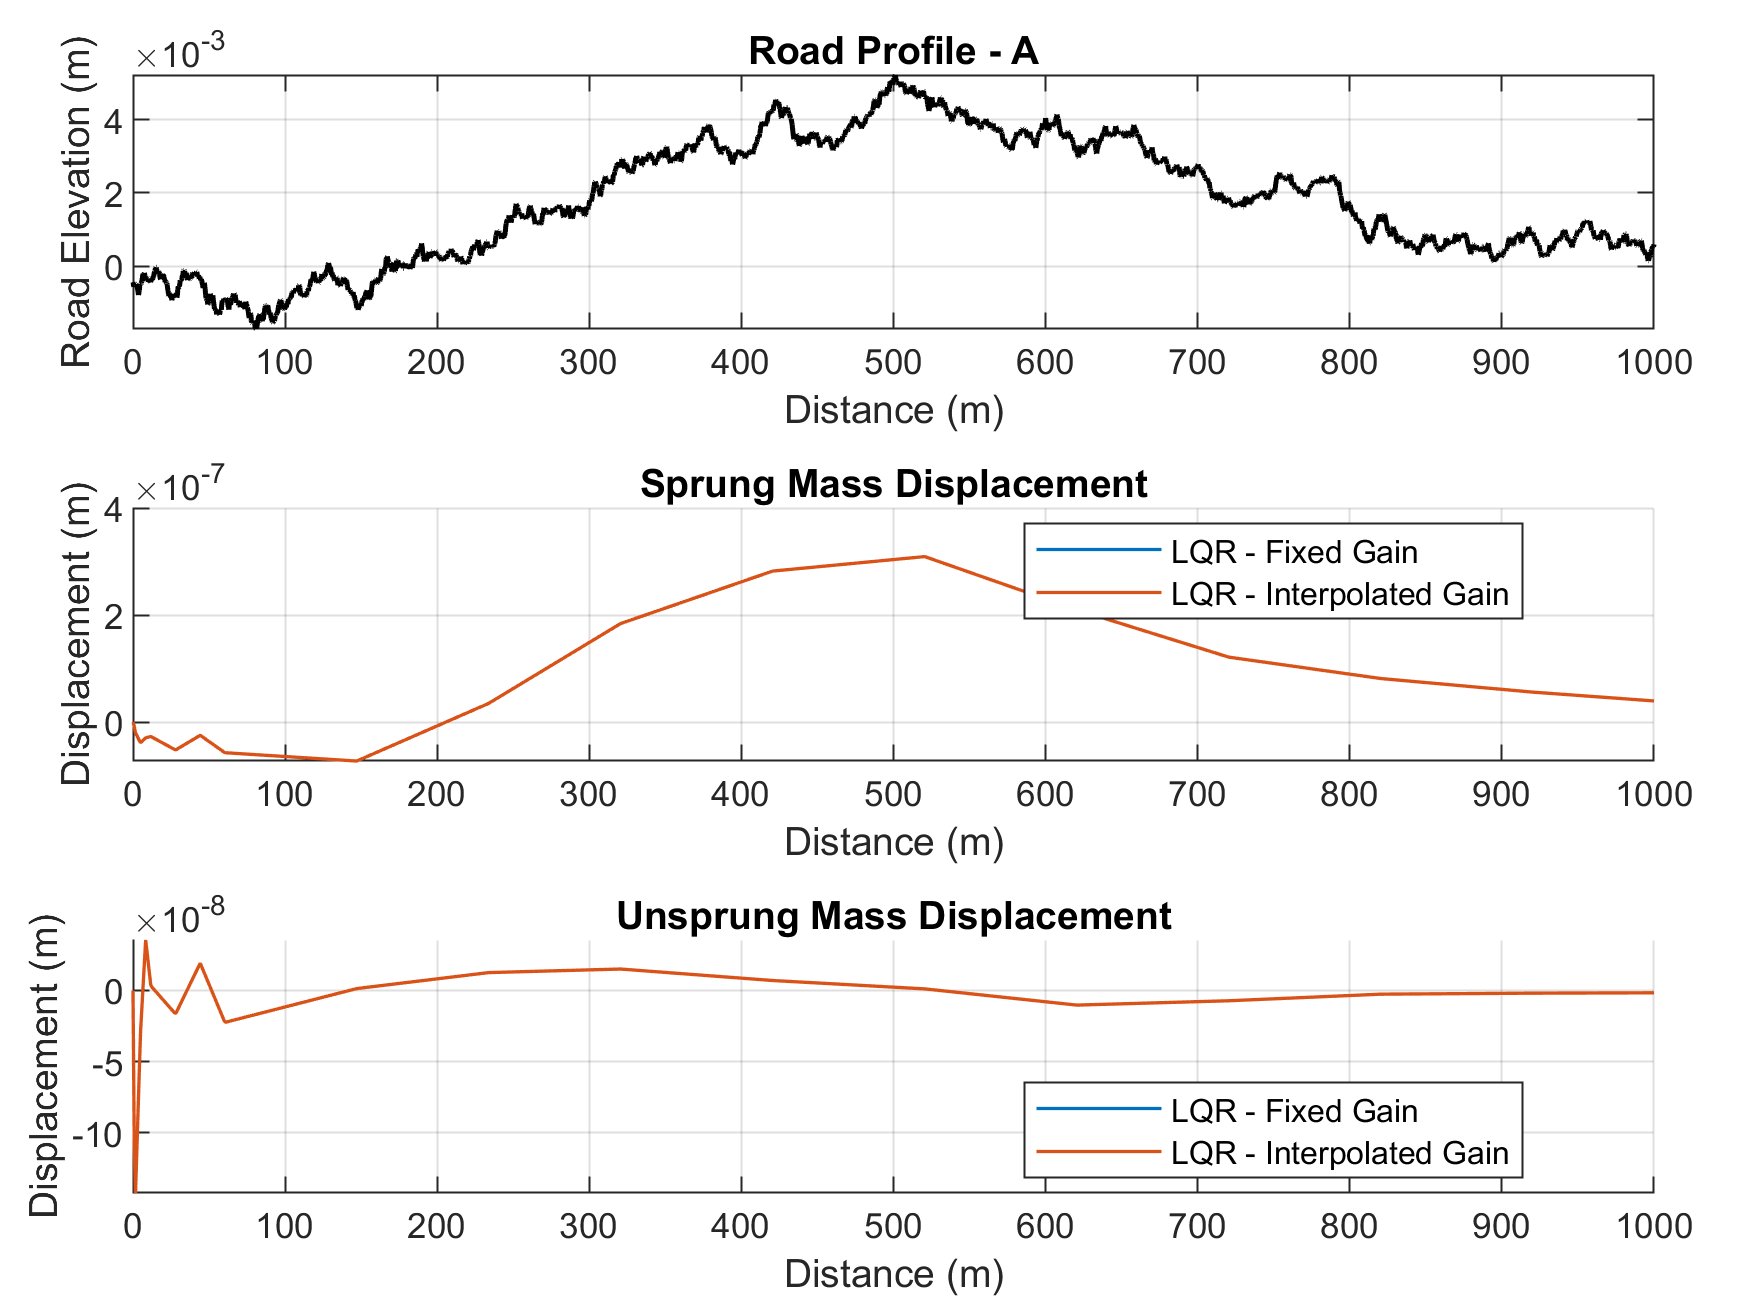 ×10-3
Road Profile - A
Road Elevation (m)
4
2
0
0 100 200 300 400 500 600 700 800 900 1000
Distance (m)
×10-7
Sprung Mass Displacement
Displacement (m)
4
2
0
LQR - Fixed Gain
LQR - Interpolated Gain
0 100 200 300 400 500 600 700 800 900 1000
Distance (m)
×10-8
Unsprung Mass Displacement
Displacement (m)
0
-5
-10
LQR - Fixed Gain
LQR - Interpolated Gain
0 100 200 300 400 500 600 700 800 900 1000
Distance (m)